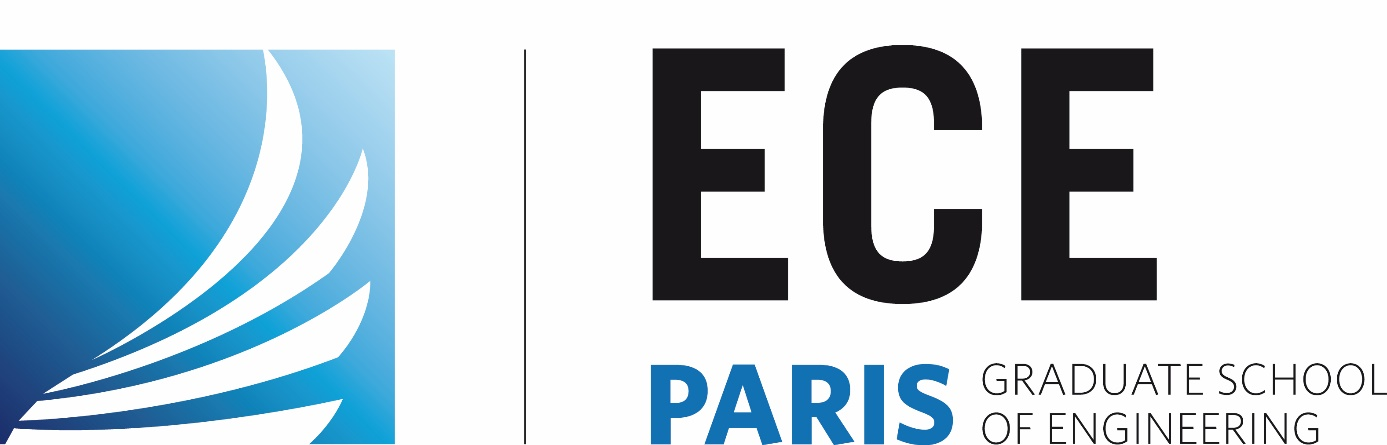 ECE
PARIS GRADUATE SCHOOL
OF ENGINEERING